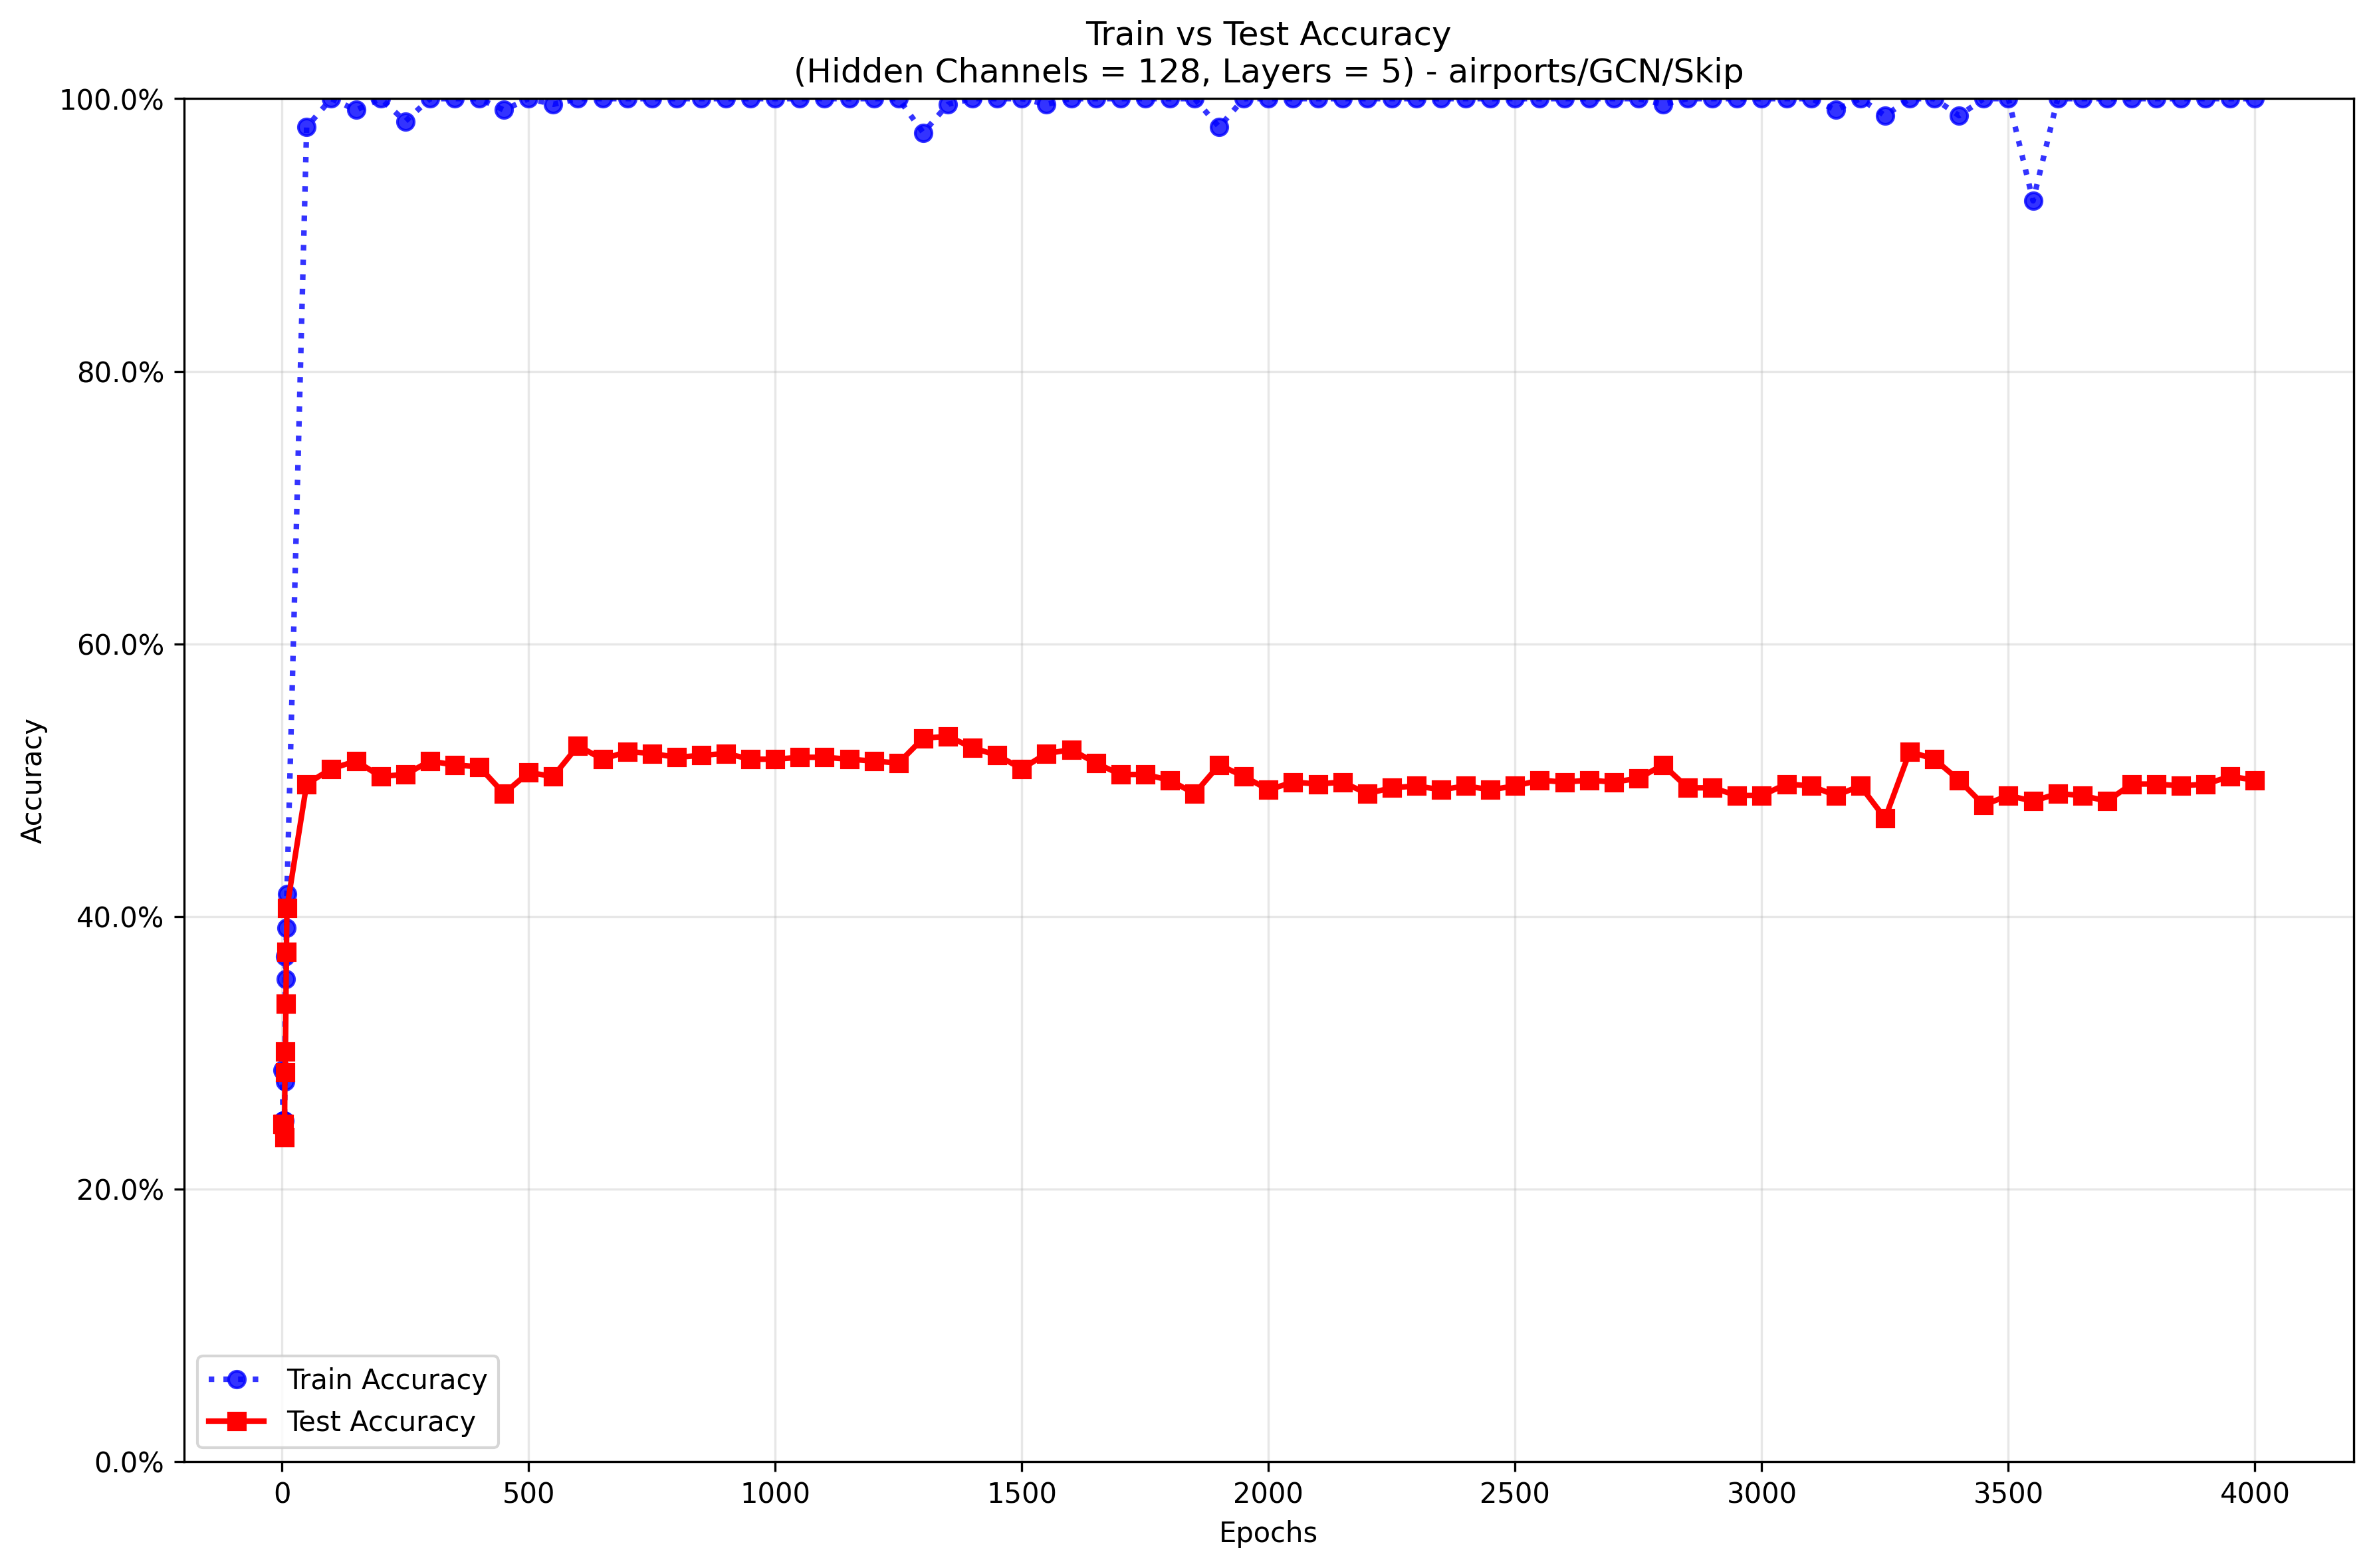 Train vs Test Accuracy
(Hidden Channels = 128, Layers = 5) - airports/GCN/Skip
100.0%
80.0%
60.0%
40.0%
20.0%
0.0%
Accuracy
Train Accuracy
Test Accuracy
0 500 1000 1500 2000 2500 3000 3500 4000
Epochs